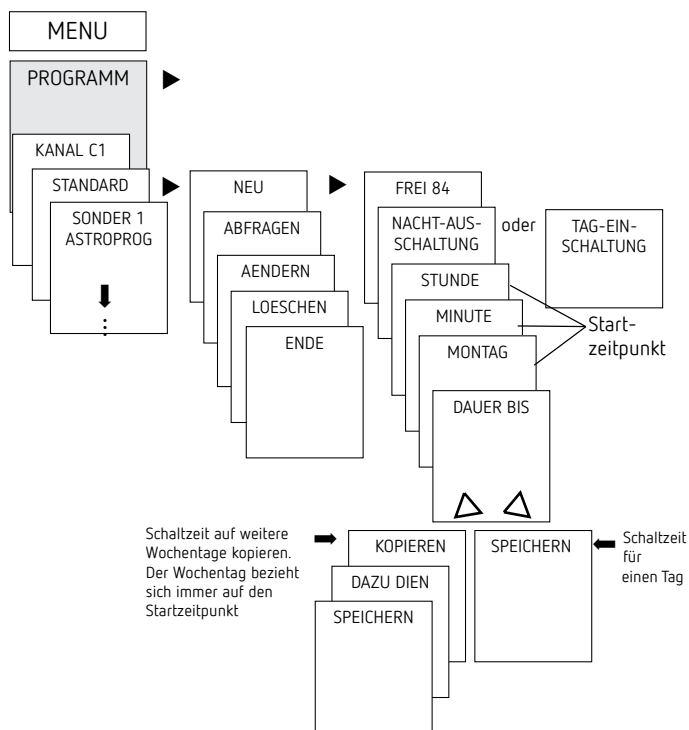 MENU
PROGRAMM
KANAL C1
STANDARD
SONDER 1
ASTROPROG
NEU
ABFRAGEN
AENDERN
LOESCHEN
ENDE
FREI 84
NACHT-AUS-
SCHALTUNG
oder
TAG-EIN-
SCHALTUNG
STUNDE
MINUTE
MONTAG
Start-
zeitpunkt
DAUER BIS
Schaltzeit auf weitere
Wochentage kopieren.
Der Wochentag bezieht
sich immer auf den
Startzeitpunkt
KOPIEREN
DAZU DIEN
SPEICHERN
SPEICHERN
Schaltzeit
für
einen Tag